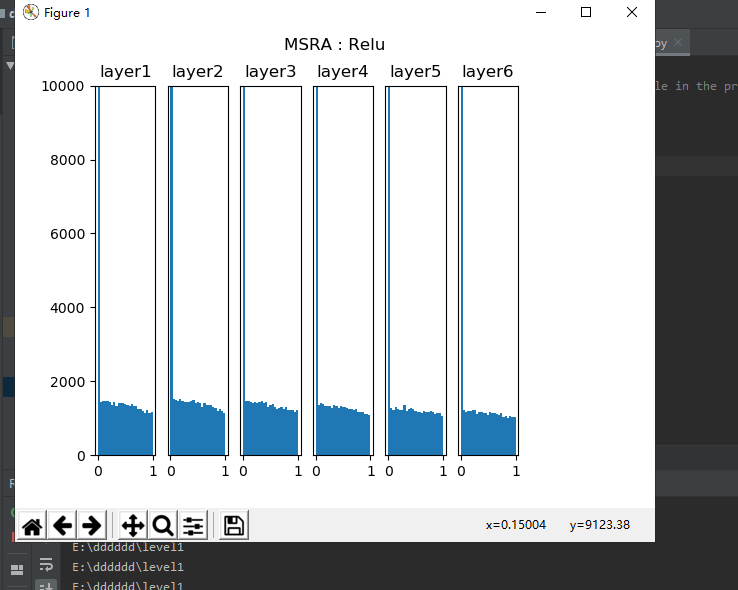 Figure 1
MSRA : Relu
layer1 layer2 layer3 layer4 layer5 layer6
10000
8000
6000
4000
2000
0
0 1 0 1 0 1 0 1 0 1 0 1
x=0.15004 y=9123.38
py
le in the pr
E:\dddddd\level1
E:\dddddd\level1
E:\dddddd\level1